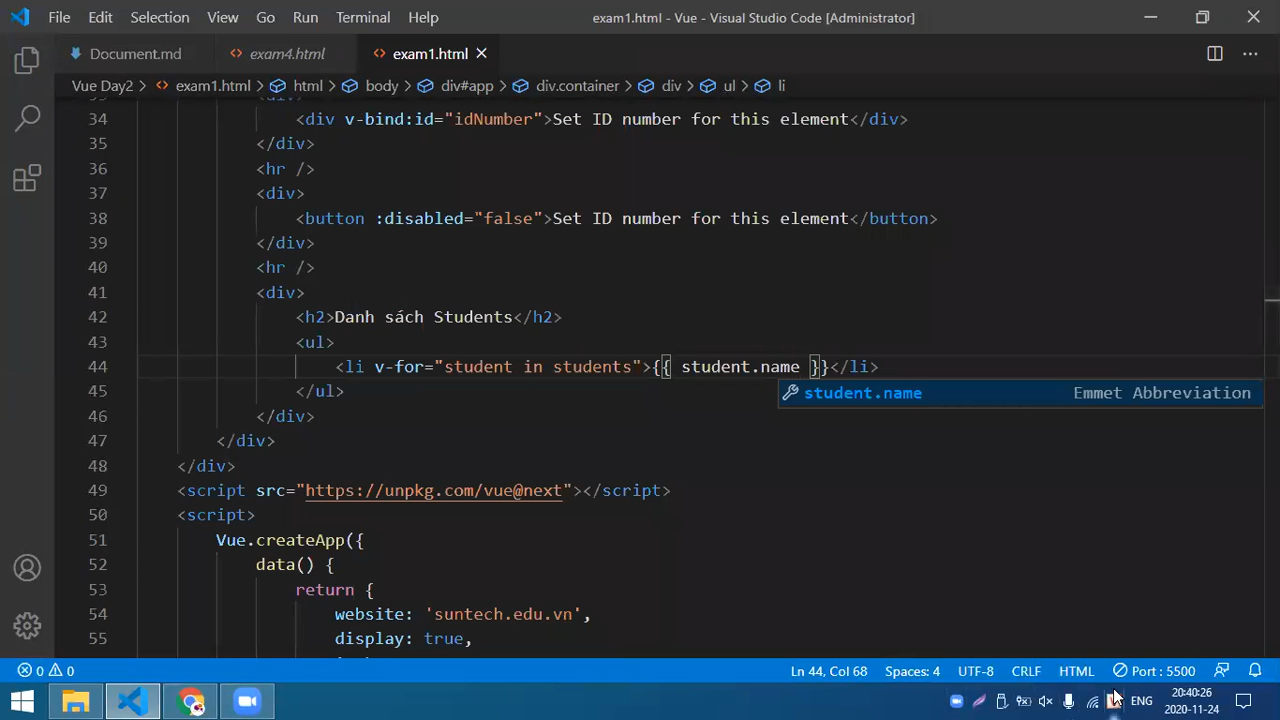 File Edit Selection View Go Run Terminal Help exam1.html - Vue - Visual Studio Code [Administrator]
Document.md exam4.html exam1.html
Vue Day2 > exam1.html > html > body > div#app > div.container > div > ul > li
34 <div v-bind:id="idNumber">Set ID number for this element</div>
35 </div>
36 <hr />
37 <div>
38 <button :disabled="false">Set ID number for this element</button>
39 </div>
40 <hr />
41 <div>
42 <h2>Danh sách Students</h2>
43 <ul>
44 <li v-for="student in students">{{ student.name }}</li>
student.name Emmet Abbreviation
45 </ul>
46 </div>
47 </div>
48 </div>
49 <script src="https://unpkg.com/vue@next"></script>
50 <script>
51 Vue.createApp({
52 data() {
53 return {
54 website: 'suntech.edu.vn',
55 display: true,
0 0 Ln 44, Col 68 Spaces: 4 UTF-8 CRLF HTML Port : 5500
ENG 20:40:26
2020-11-24